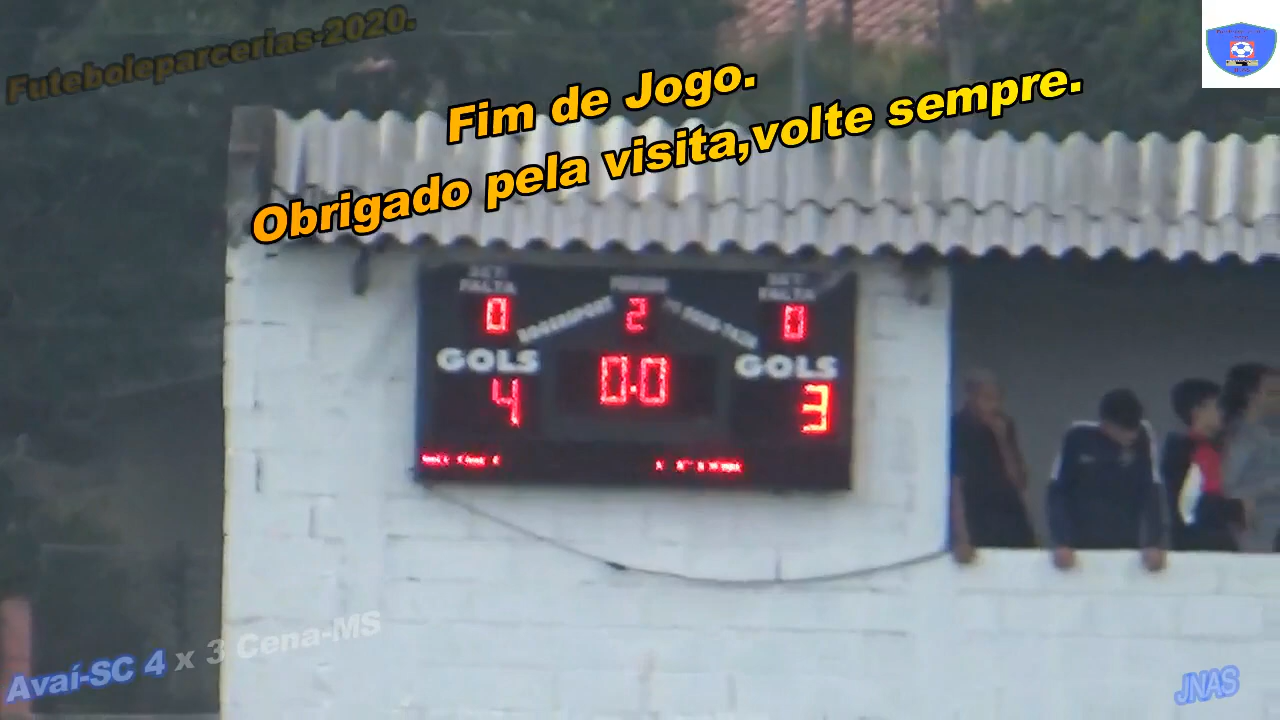 Futeboleparcerias-2020.
Fim de Jogo.
Obrigado pela visita,volte sempre.
SET/
FALTA
0
2
SET/
FALTA
0
GOLS
4
0.0
GOLS
3
Avaí-SC 4 x 3 Cena-MS
JNAS